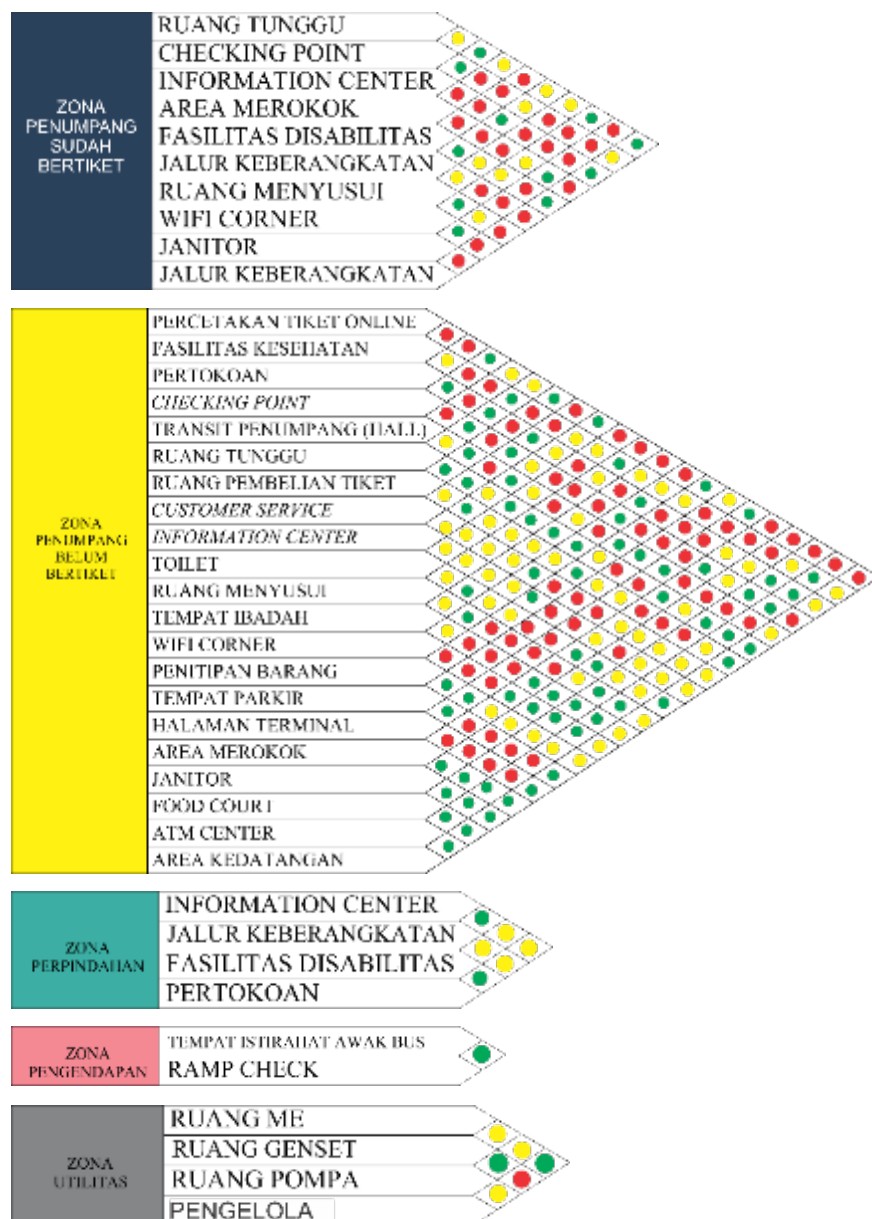 ZONA
PENUMPANG
SUDAH
BERTIKET
RUANG TUNGGU
CHECKING POINT
INFORMATION CENTER
AREA MEROKOK
FASILITAS DISABILITAS
JALUR KEBERANGKATAN
RUANG MENYUSUI
WIFI CORNER
JANITOR
JALUR KEBERANGKATAN
ZONA
PENUMPANG
BELUM
BERTIKET
PERCETAKAN TIKET ONLINE
FASILITAS KESEHATAN
PERTOKOAN
CHECKING POINT
TRANSIT PENUMPANG (HALL)
RUANG TUNGGU
RUANG PEMBELIAN TIKET
CUSTOMER SERVICE
INFORMATION CENTER
TOILET
RUANG MENYUSUI
TEMPAT IBADAH
WIFI CORNER
PENITIPAN BARANG
TEMPAT PARKIR
HALAMAN TERMINAL
AREA MEROKOK
JANITOR
FOOD COURT
ATM CENTER
AREA KEDATANGAN
ZONA
PERPINDAHAN
INFORMATION CENTER
JALUR KEBERANGKATAN
FASILITAS DISABILITAS
PERTOKOAN
ZONA
PENGENDAPAN
TEMPAT ISTIRAHAT AWAK BUS
RAMP CHECK
ZONA
UTILITAS
RUANG ME
RUANG GENSET
RUANG POMPA
PENGELOLA